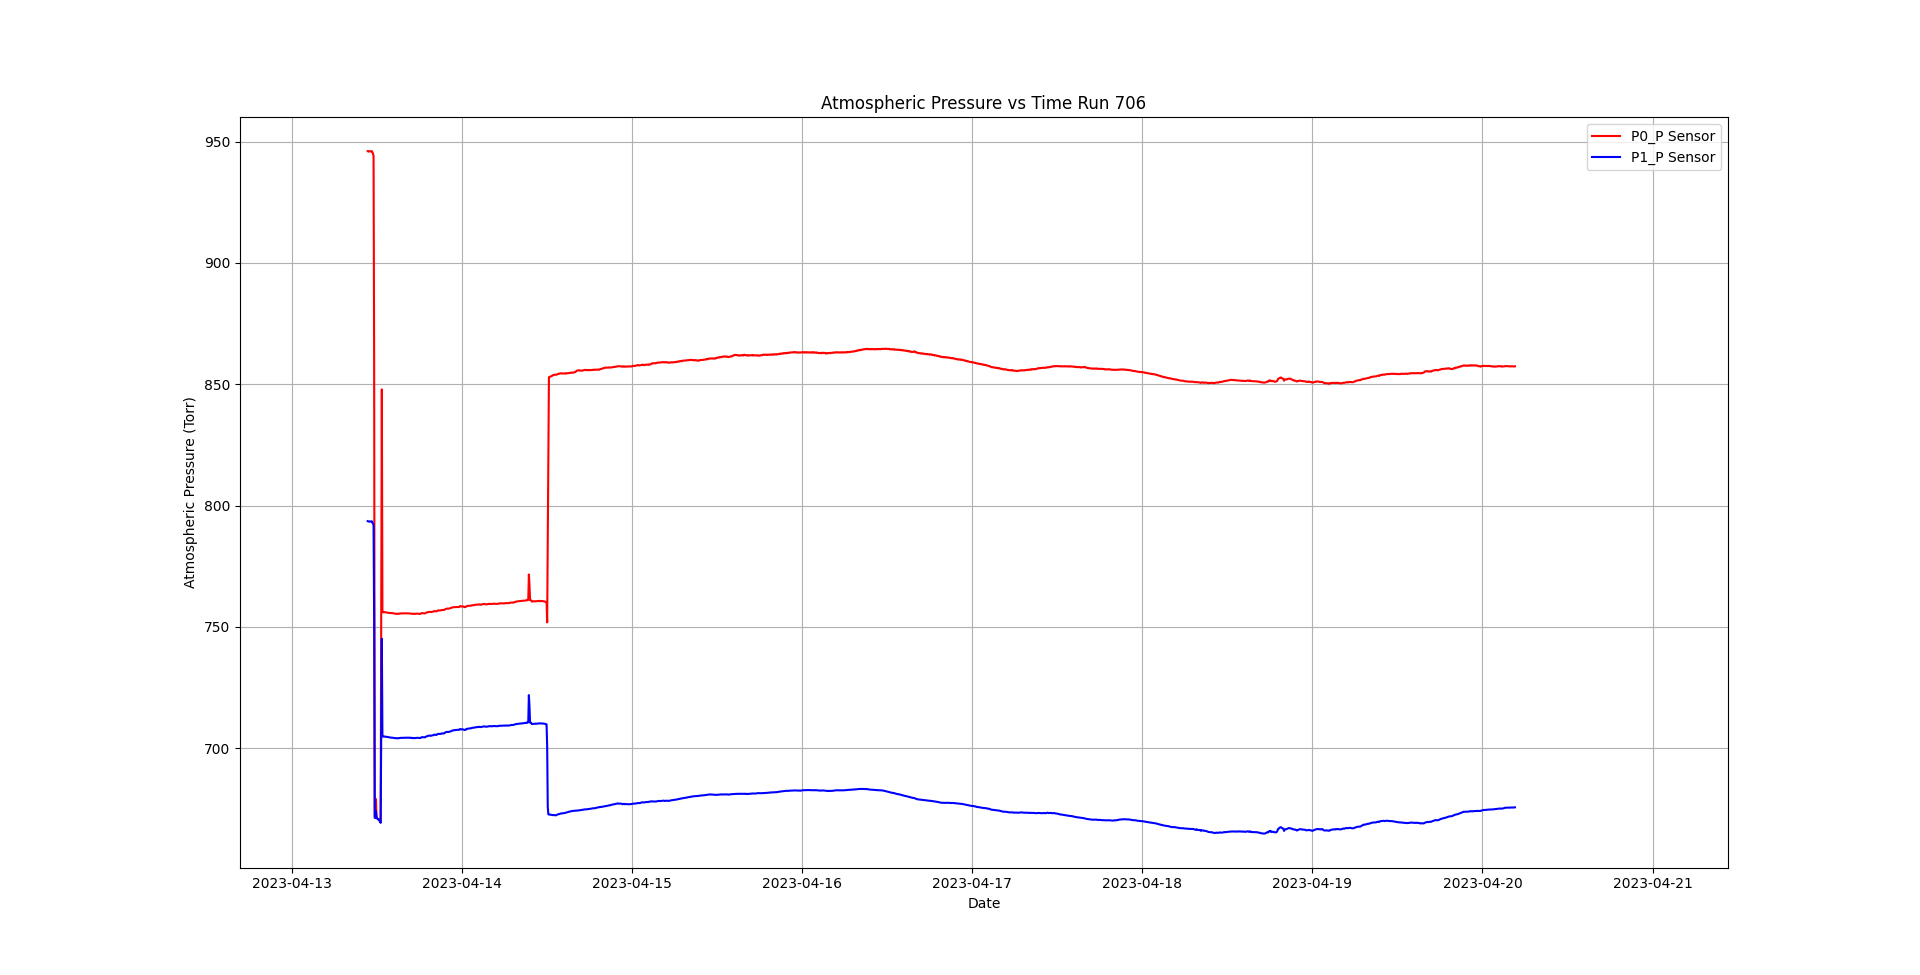 Atmospheric Pressure vs Time Run 706
P0_P Sensor
P1_P Sensor
Atmospheric Pressure (Torr)
950
900
850
800
750
700
2023-04-13 2023-04-14 2023-04-15 2023-04-16 2023-04-17 2023-04-18 2023-04-19 2023-04-20 2023-04-21
Date